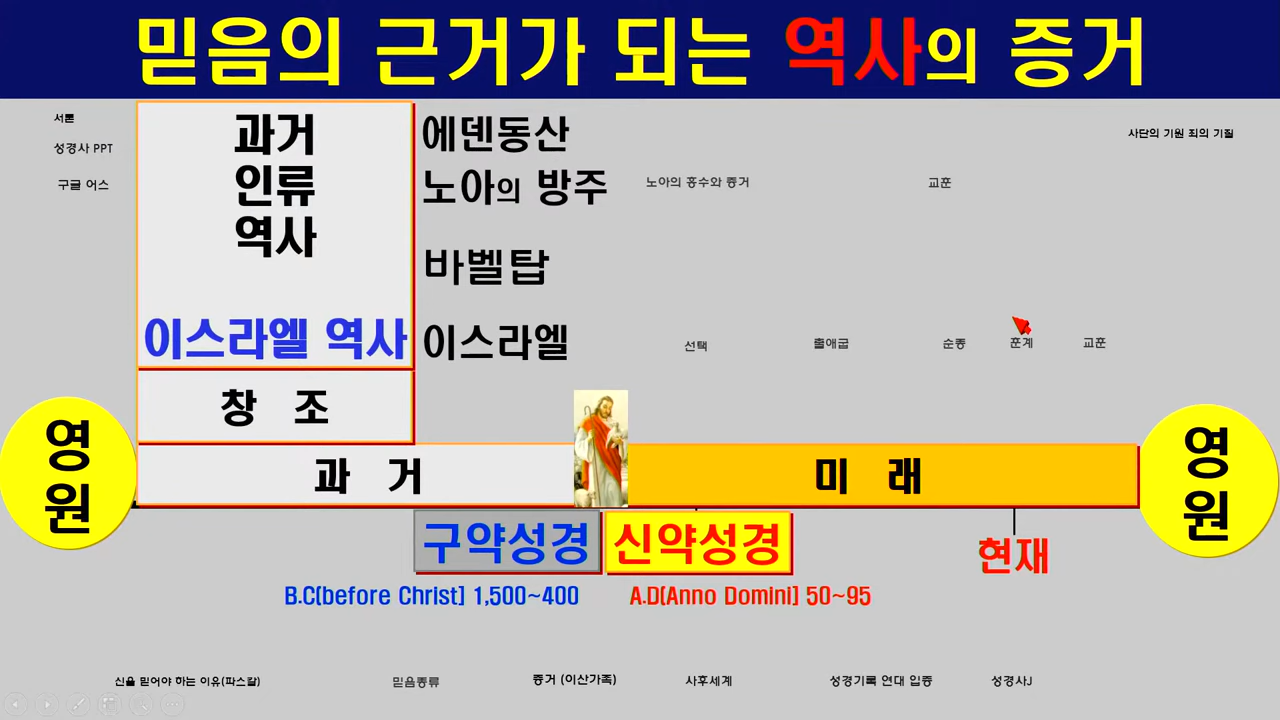 믿음의 근거가 되는 역사의 증거
서론
성경사 PPT
구글 어스
과거
인류
역사
이스라엘 역사
에덴동산
노아의 방주
노아의 홍수와 증거
교훈
사단의 기원 죄의 기질
바벨탑
이스라엘
선택
출애굽
순종
훈계
교훈
창 조
영원
과 거
미 래
영원
구약성경
신약성경
현재
B.C[before Christ] 1,500~400
A.D[Anno Domini] 50~95
신을 믿어야 하는 이유(파스칼)
믿음종류
증거 (이산가족)
사후세계
성경기록 연대 입증
성경사J